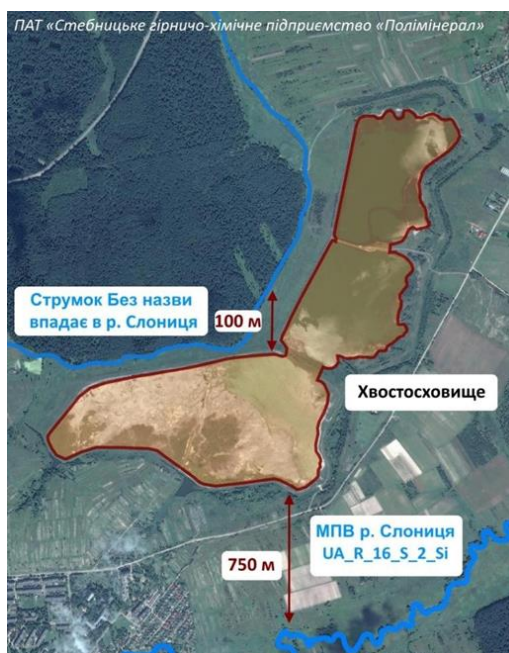 ПАТ «Стебницьке гірничо-хімічне підприємство «Полімінерал»
Струмок Без назви
впадає в р. Слониця
100 м
Хвостосховище
МПВ р. Слониця
UA_R_16_S_2_Si
750 м